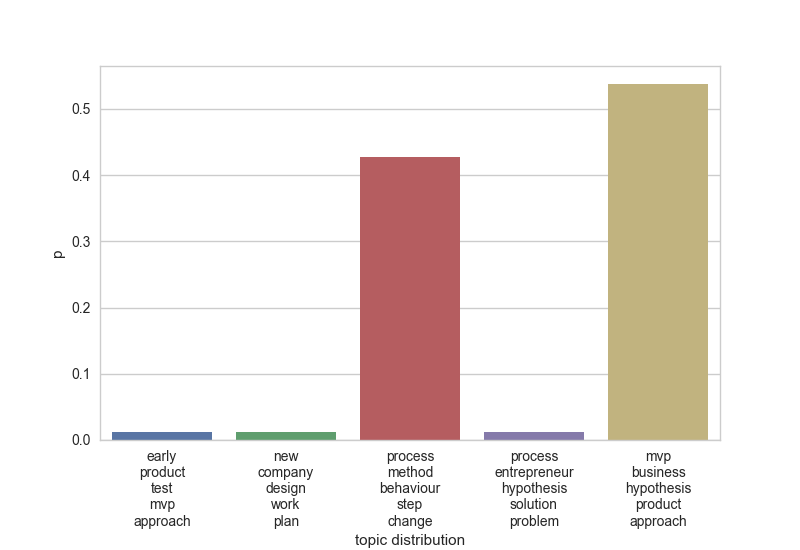 0.5
0.4
0.3
0.2
0.1
0.0
p
early
product
test
mvp
approach
new
company
design
work
plan
process
method
behaviour
step
change
process
entrepreneur
hypothesis
solution
problem
mvp
business
hypothesis
product
approach
topic distribution